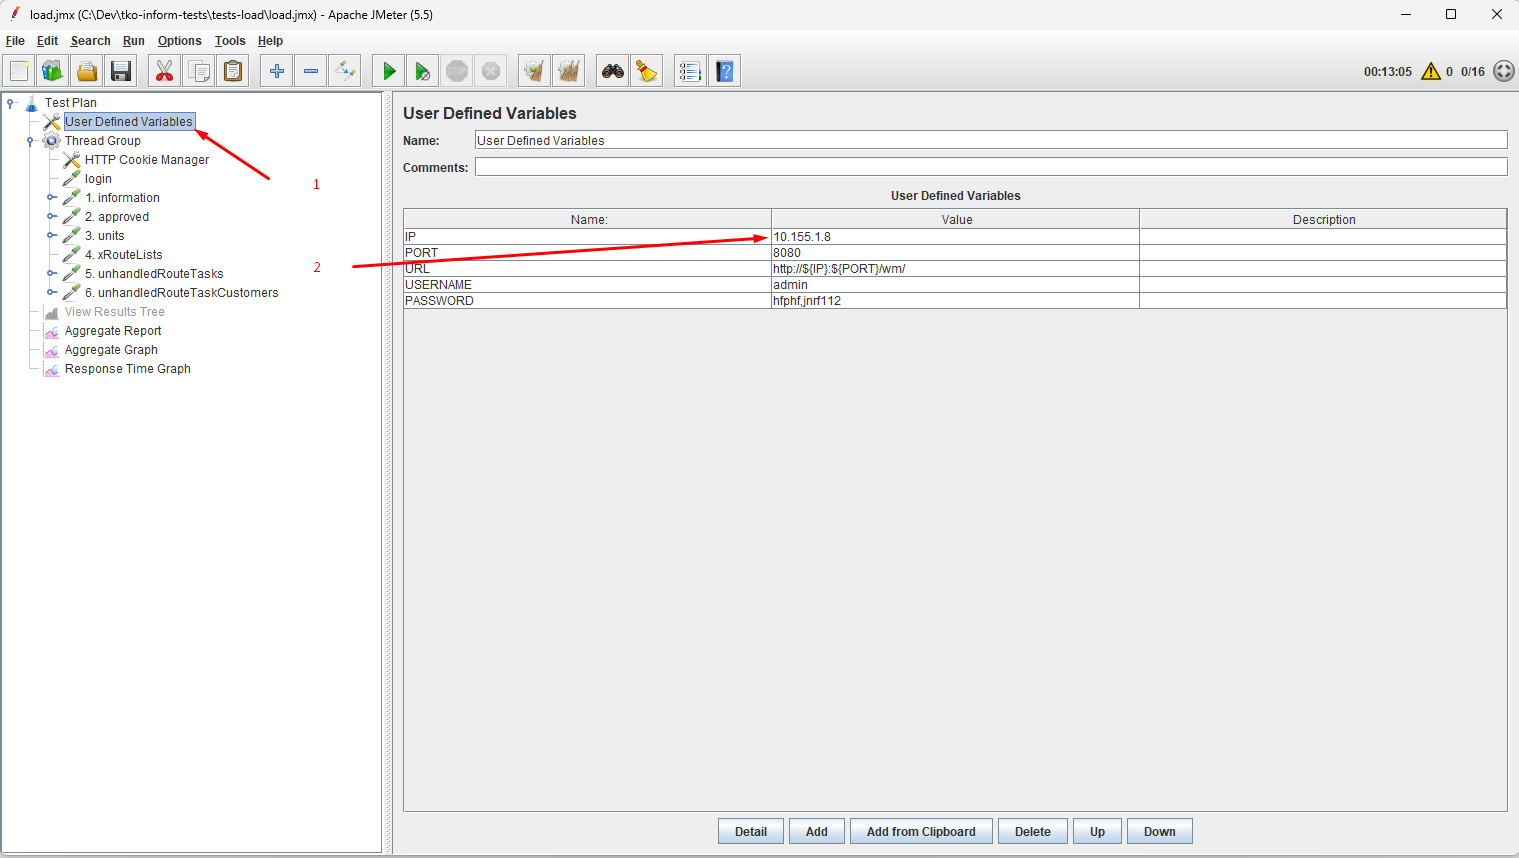 load.jmx (C:\Dev\tko-inform-tests\tests-load\load.jmx) - Apache JMeter (5.5)
File Edit Search Run Options Tools Help
STOP
?
00:13:05 0 0/16
Test Plan
User Defined Variables
Thread Group
HTTP Cookie Manager
login
1. information
2. approved
3. units
4. xRouteLists
5. unhandledRouteTasks
6. unhandledRouteTaskCustomers
View Results Tree
Aggregate Report
Aggregate Graph
Response Time Graph
1
2
User Defined Variables
Name: User Defined Variables
Comments:
User Defined Variables
Name: Value Description
IP 10.155.1.8
PORT 8080
URL http://${IP}:${PORT}/wm/
USERNAME admin
PASSWORD hfphf,jnrf112
Detail Add Add from Clipboard Delete Up Down